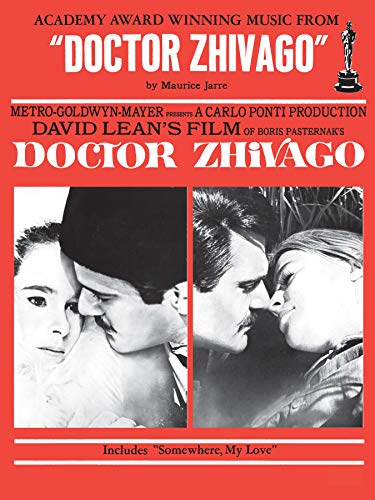 ACADEMY AWARD WINNING MUSIC FROM
"DOCTOR ZHIVAGO"
by Maurice Jarre
METRO-GOLDWYN-MAYER PRESENTS A CARLO PONTI PRODUCTION
DAVID LEAN'S FILM OF BORIS PASTERNAK'S
DOCTOR ZHiVAGO
Includes "Somewhere, My Love"